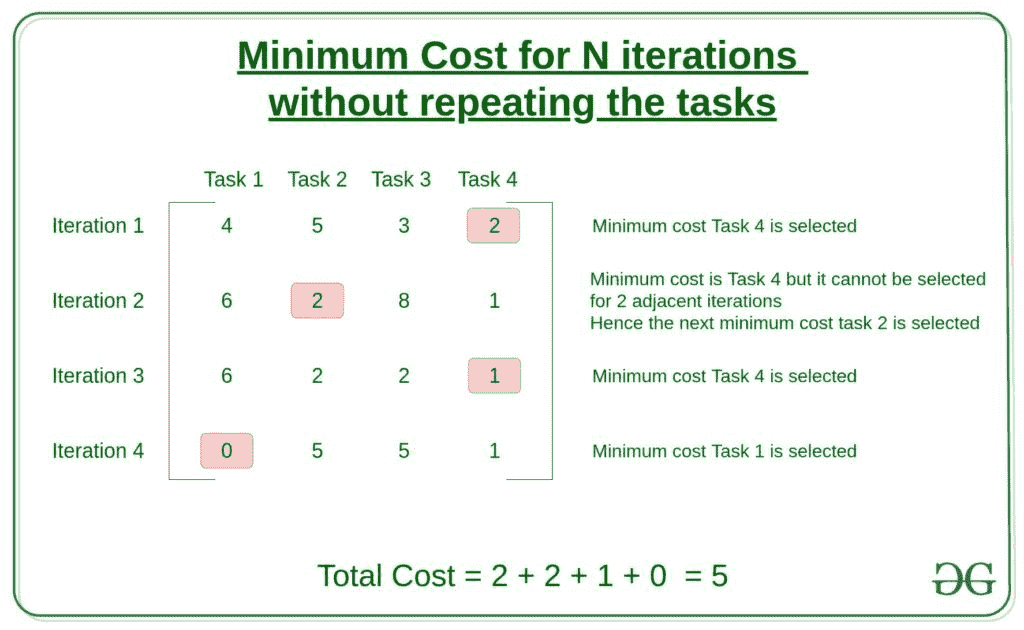 Minimum Cost for N iterations
without repeating the tasks
Task 1 Task 2 Task 3 Task 4
Iteration 1 4 5 3 2 Minimum cost Task 4 is selected
Iteration 2 6 2 8 1 Minimum cost is Task 4 but it cannot be selected
for 2 adjacent iterations
Hence the next minimum cost task 2 is selected
Iteration 3 6 2 2 1 Minimum cost Task 4 is selected
Iteration 4 0 5 5 1 Minimum cost Task 1 is selected
Total Cost = 2 + 2 + 1 + 0 = 5